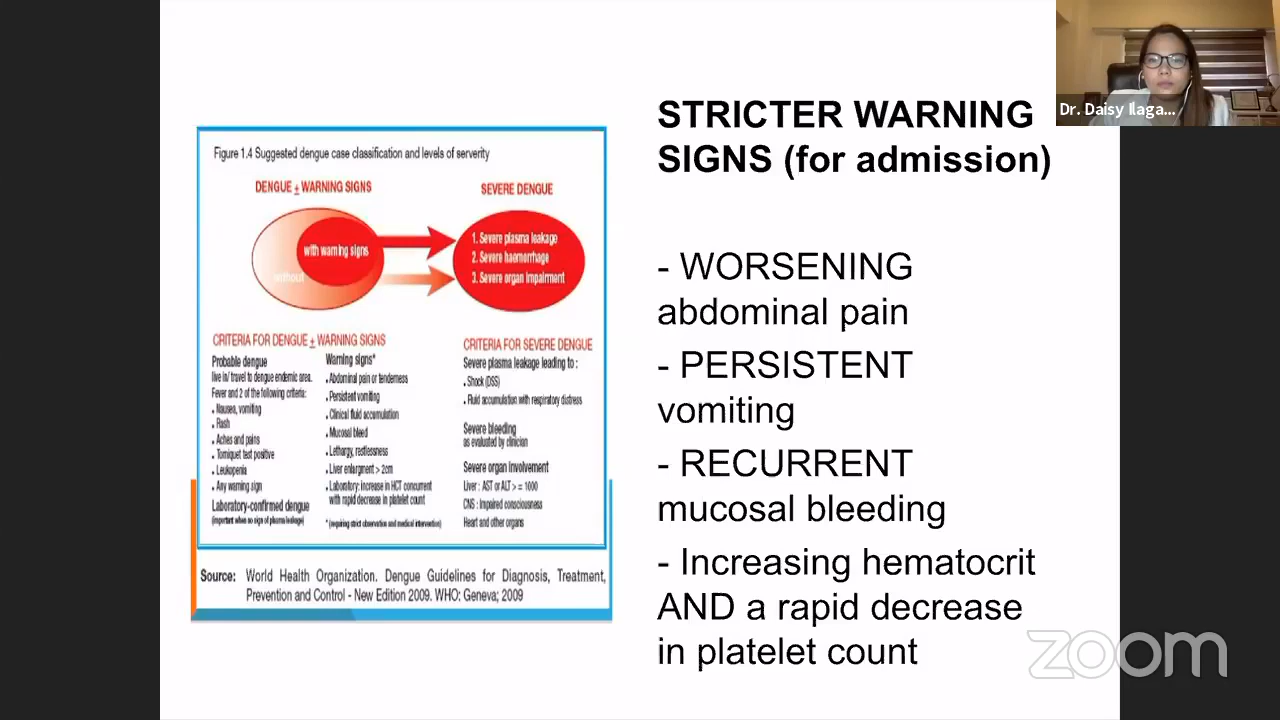 Dr. Daisy Ilaga...
STRICTER WARNING
SIGNS (for admission)
- WORSENING
abdominal pain
- PERSISTENT
vomiting
- RECURRENT
mucosal bleeding
- Increasing hematocrit
AND a rapid decrease
in platelet count
Figure 1.4 Suggested dengue case classification and levels of serverity
DENGUE ± WARNING SIGNS
SEVERE DENGUE
with warning signs
without
1. Severe plasma leakage
2. Severe haemorrhage
3. Severe organ impairment
CRITERIA FOR DENGUE ± WARNING SIGNS
Probable dengue
live in/ travel to dengue endemic area.
Fever and 2 of the following criteria:
• Nausea, vomiting
• Rash
• Aches and pains
• Torniquet test positive
• Leukopenia
• Any warning sign
Laboratory-confirmed dengue
(important when no sign of plasma leakage)
Warning signs*
• Abdominal pain or tenderness
• Persistent vomiting
• Clinical fluid accumulation
• Mucosal bleed
• Lethargy, restlessness
• Liver enlargment > 2cm
• Laboratory: increase in HCT concurrent
with rapid decrease in platelet count
*(requiring strict observation and medical intervention)
CRITERIA FOR SEVERE DENGUE
Severe plasma leakage leading to :
• Shock (DSS)
• Fluid accumulation with respiratory distress
Severe bleeding
as evaluated by clinician
Severe organ involvement
Liver : AST or ALT > = 1000
CNS : Impaired consciousness
Heart and other organs
Source: World Health Organization. Dengue Guidelines for Diagnosis, Treatment,
Prevention and Control - New Edition 2009. WHO: Geneva; 2009
zoom